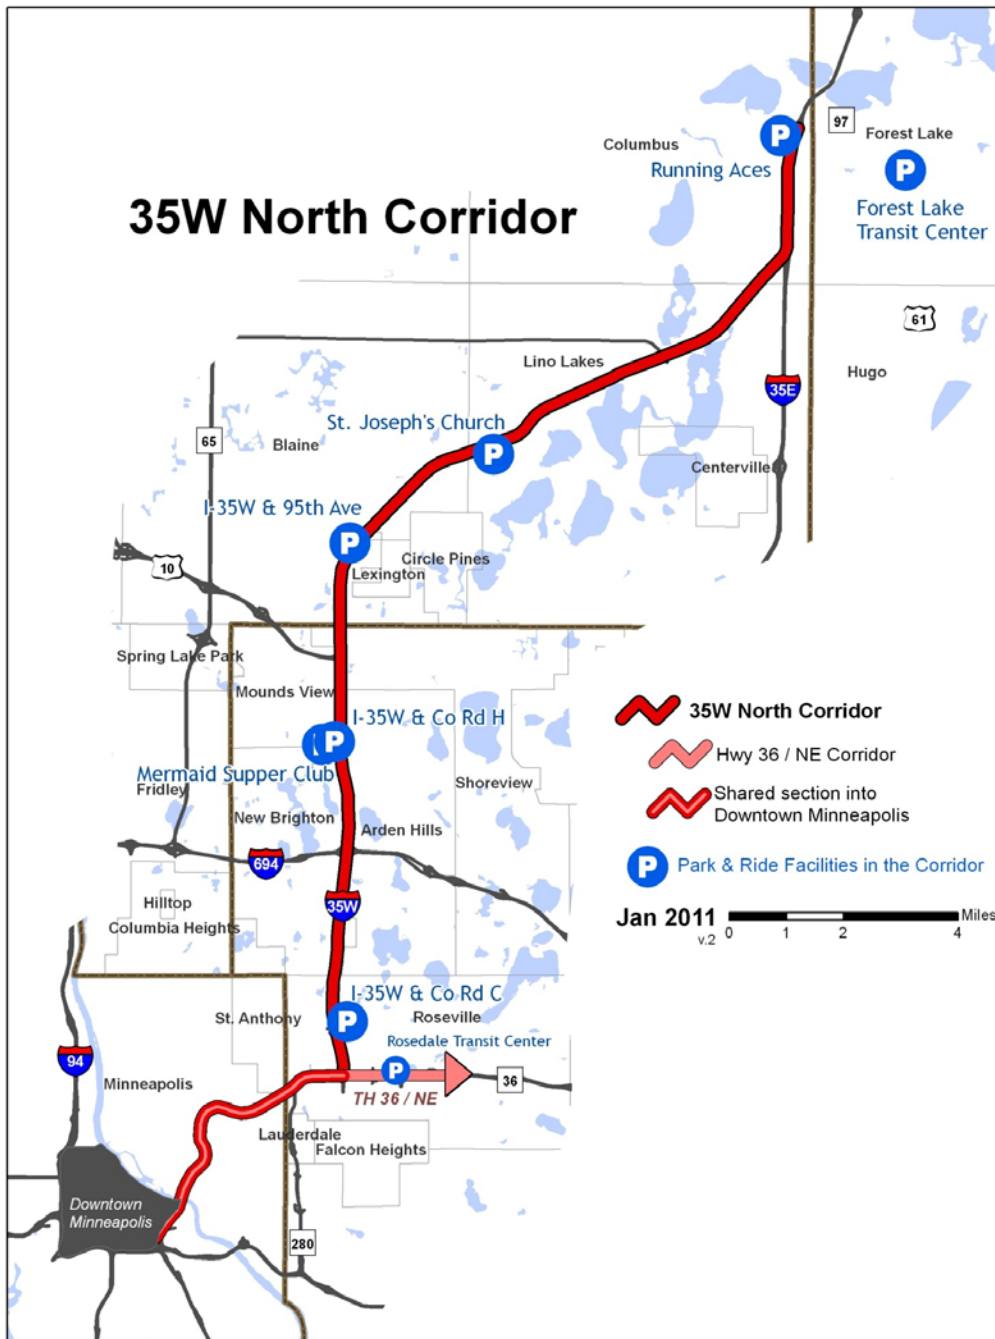 97
Columbus
Forest Lake
P
Running Aces
P
Forest Lake
Transit Center
35W North Corridor
61
Lino Lakes
Hugo
35E
St. Joseph's Church
65
Blaine
P
Centerville
I-35W & 95th Ave
P
Circle Pines
10
Lexington
Spring Lake Park
Mounds View
35W North Corridor
I-35W & Co Rd H
P
Hwy 36 / NE Corridor
Mermaid Supper Club
Shoreview
Fridley
Shared section into
Downtown Minneapolis
New Brighton
Arden Hills
694
P
Park & Ride Facilities in the Corridor
Hilltop
35W
Jan 2011
v.2
Miles
0 1 2 4
Columbia Heights
I-35W & Co Rd C
St. Anthony
P
Roseville
Rosedale Transit Center
94
P
36
Minneapolis
TH 36 / NE
Lauderdale
Falcon Heights
Downtown
Minneapolis
280